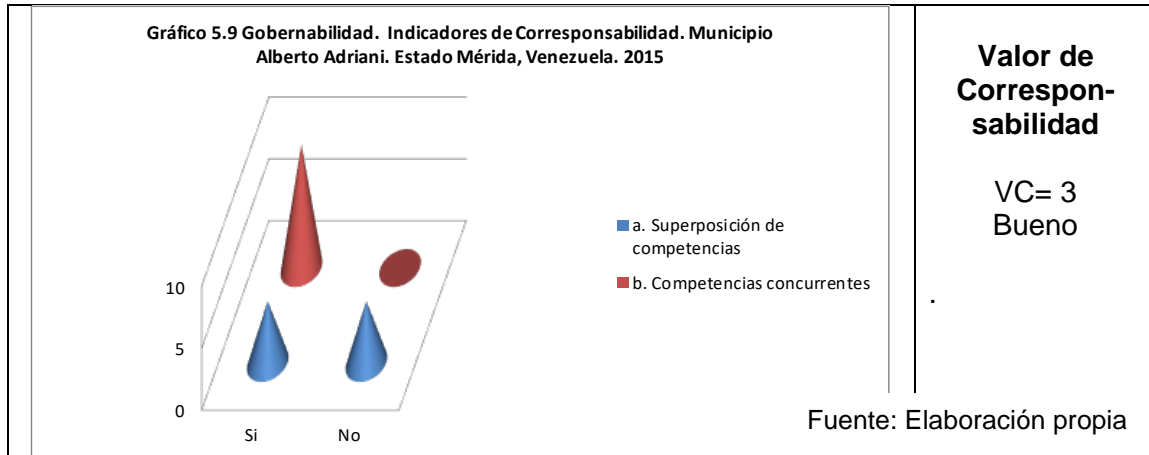 Gráfico 5.9 Gobernabilidad. Indicadores de Corresponsabilidad. Municipio
Alberto Adriani. Estado Mérida, Venezuela. 2015
10
5
0
Si No
a. Superposición de
competencias
b. Competencias concurrentes
Valor de
Correspon-
sabilidad
VC= 3
Bueno
.
Fuente: Elaboración propia